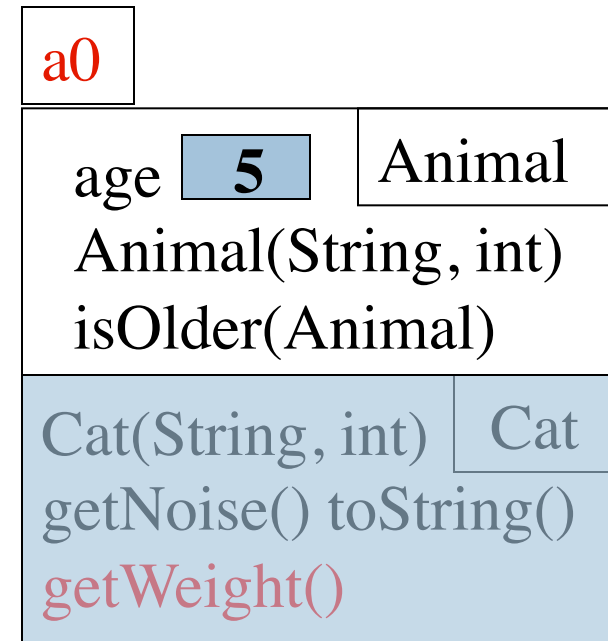 a0
age 5 Animal
Animal(String, int)
isOlder(Animal)
Cat(String, int) Cat
getNoise() toString()
getWeight()